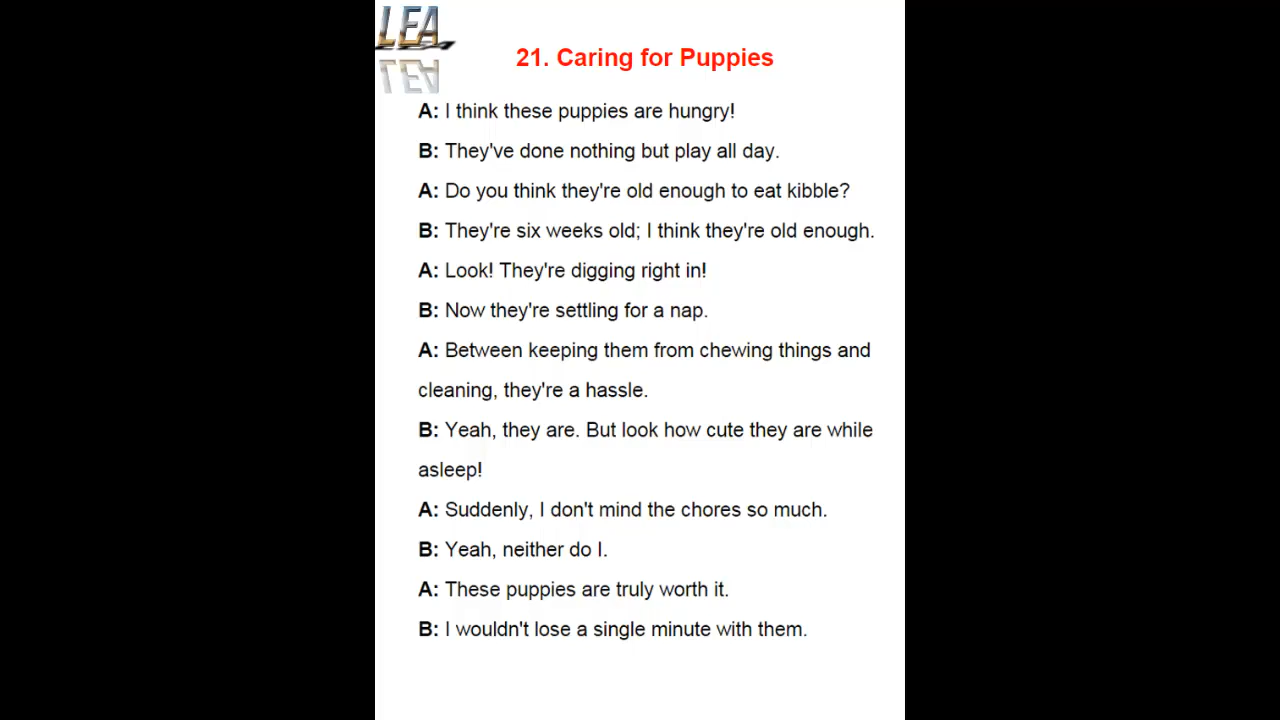 LEA
21. Caring for Puppies
A: I think these puppies are hungry!
B: They've done nothing but play all day.
A: Do you think they're old enough to eat kibble?
B: They're six weeks old; I think they're old enough.
A: Look! They're digging right in!
B: Now they're settling for a nap.
A: Between keeping them from chewing things and
cleaning, they're a hassle.
B: Yeah, they are. But look how cute they are while
asleep!
A: Suddenly, I don't mind the chores so much.
B: Yeah, neither do I.
A: These puppies are truly worth it.
B: I wouldn't lose a single minute with them.